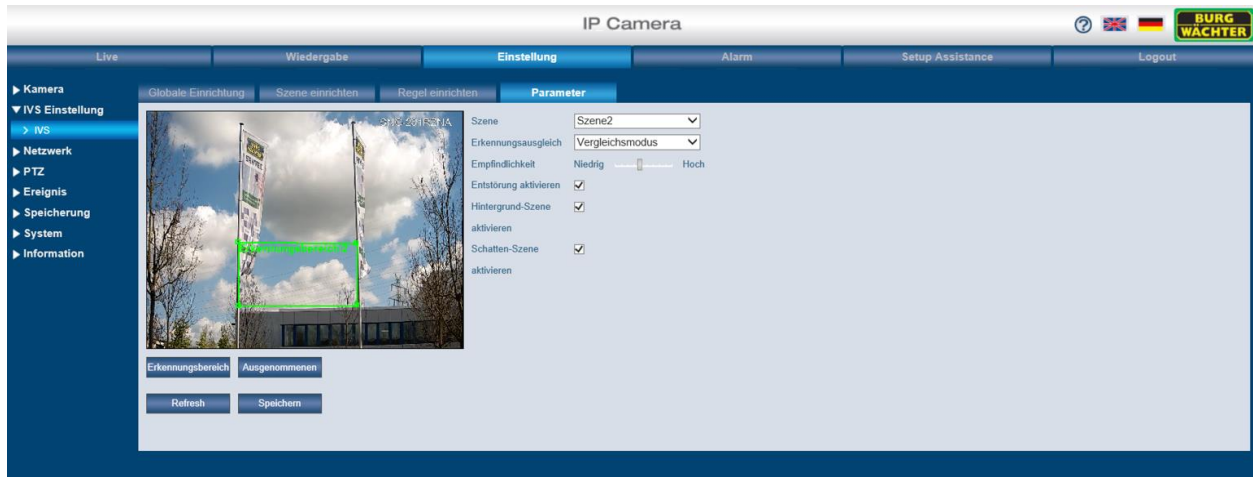 IP Camera
BURG
WÄCHTER
Live
Wiedergabe
Einstellung
Alarm
Setup Assistance
Logout
Kamera
IVS Einstellung
> IVS
Netzwerk
PTZ
Ereignis
Speicherung
System
Information
Globale Einrichtung
Szene einrichten
Regel einrichten
Parameter
Szene
Szene2
Erkennungsausgleich
Vergleichsmodus
Empfindlichkeit
Niedrig
Hoch
Entstörung aktivieren
Hintergrund-Szene
aktivieren
Schatten-Szene
aktivieren
Erkennungsbereich
Ausgenommenen
Refresh
Speichern